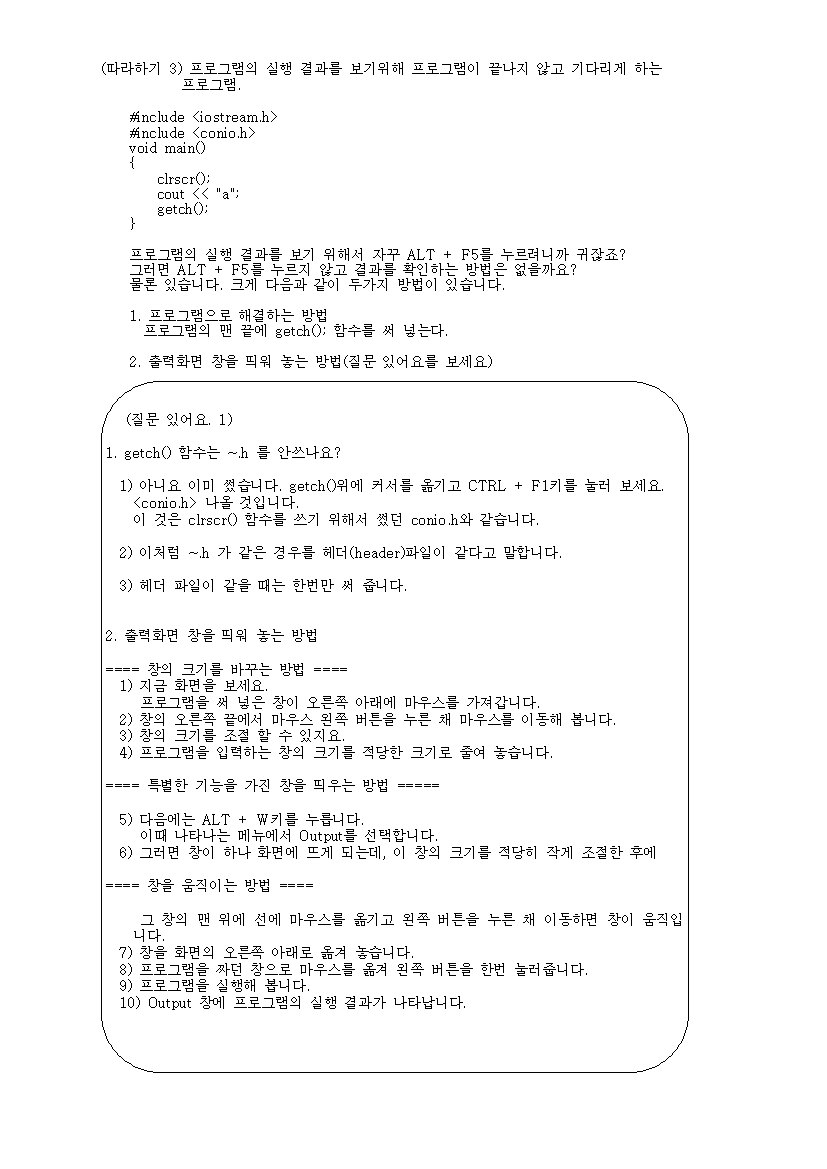 (따라하기 3) 프로그램의 실행 결과를 보기위해 프로그램이 끝나지 않고 기다리게 하는
프로그램.
#include <iostream.h>
#include <conio.h>
void main()
{
clrscr();
cout << "a";
getch();
}
프로그램의 실행 결과를 보기 위해서 자꾸 ALT + F5를 누르려니까 귀찮죠?
그러면 ALT + F5를 누르지 않고 결과를 확인하는 방법은 없을까요?
물론 있습니다. 크게 다음과 같이 두가지 방법이 있습니다.
1. 프로그램으로 해결하는 방법
프로그램의 맨 끝에 getch(); 함수를 써 넣는다.
2. 출력화면 창을 띄워 놓는 방법(질문 있어요를 보세요)
(질문 있어요. 1)
1. getch() 함수는 ~.h 를 안쓰나요?
1) 아니요 이미 썼습니다. getch()위에 커서를 옮기고 CTRL + F1키를 눌러 보세요.
<conio.h> 나올 것입니다.
이 것은 clrscr() 함수를 쓰기 위해서 썼던 conio.h와 같습니다.
2) 이처럼 ~.h 가 같은 경우를 헤더(header)파일이 같다고 말합니다.
3) 헤더 파일이 같을 때는 한번만 써 줍니다.
2. 출력화면 창을 띄워 놓는 방법
==== 창의 크기를 바꾸는 방법 ====
1) 지금 화면을 보세요.
프로그램을 써 넣은 창이 오른쪽 아래에 마우스를 가져갑니다.
2) 창의 오른쪽 끝에서 마우스 왼쪽 버튼을 누른 채 마우스를 이동해 봅니다.
3) 창의 크기를 조절 할 수 있지요.
4) 프로그램을 입력하는 창의 크기를 적당한 크기로 줄여 놓습니다.
==== 특별한 기능을 가진 창을 띄우는 방법 =====
5) 다음에는 ALT + W키를 누릅니다.
이때 나타나는 메뉴에서 Output를 선택합니다.
6) 그러면 창이 하나 화면에 뜨게 되는데, 이 창의 크기를 적당히 작게 조절한 후에
==== 창을 움직이는 방법 ====
그 창의 맨 위에 선에 마우스를 옮기고 왼쪽 버튼을 누른 채 이동하면 창이 움직입
니다.
7) 창을 화면의 오른쪽 아래로 옮겨 놓습니다.
8) 프로그램을 짜던 창으로 마우스를 옮겨 왼쪽 버튼을 한번 눌러줍니다.
9) 프로그램을 실행해 봅니다.
10) Output 창에 프로그램의 실행 결과가 나타납니다.